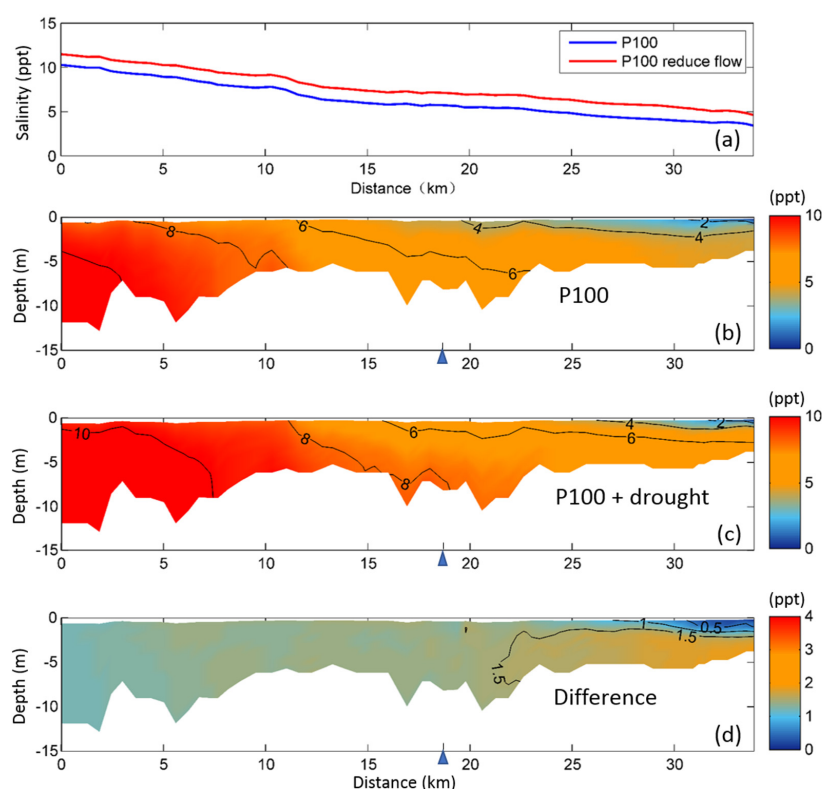 15
10
5
0
Salinity (ppt)
P100
P100 reduce flow
(a)
0 5 10 15 20 25 30
Distance (km)
(ppt)
0
-5
-10
-15
Depth (m)
8
6
4
2
4
6
P100
(b)
10
5
0
0 5 10 15 20 25 30
(ppt)
0
-5
-10
-15
Depth (m)
10
8
8
6
4
2
6
P100 + drought
(c)
10
5
0
0 5 10 15 20 25 30
(ppt)
0
-5
-10
-15
Depth (m)
1.5
1
0.5
1.5
Difference
(d)
4
3
2
1
0
0 5 10 15 20 25 30
Distance (km)